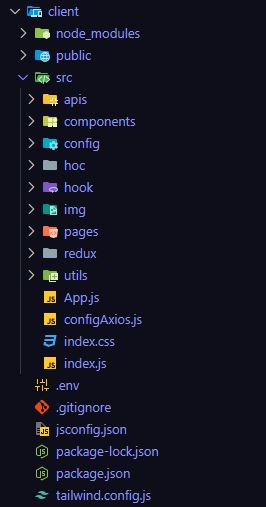 client
node_modules
public
src
apis
components
config
hoc
hook
img
pages
redux
utils
App.js
configAxios.js
index.css
index.js
.env
.gitignore
jsconfig.json
package-lock.json
package.json
tailwind.config.js